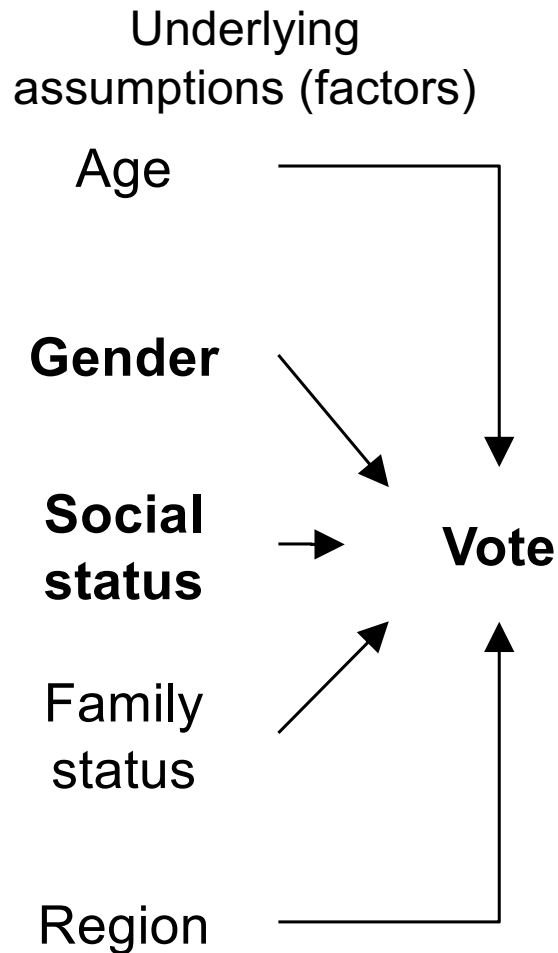 Underlying
assumptions (factors)
Age
Gender
Social
status
Vote
Family
status
Region